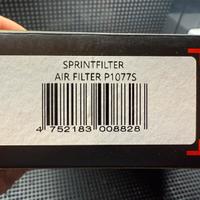 SPRINTFILTER
AIR FILTER P1077S
4 752183 008828